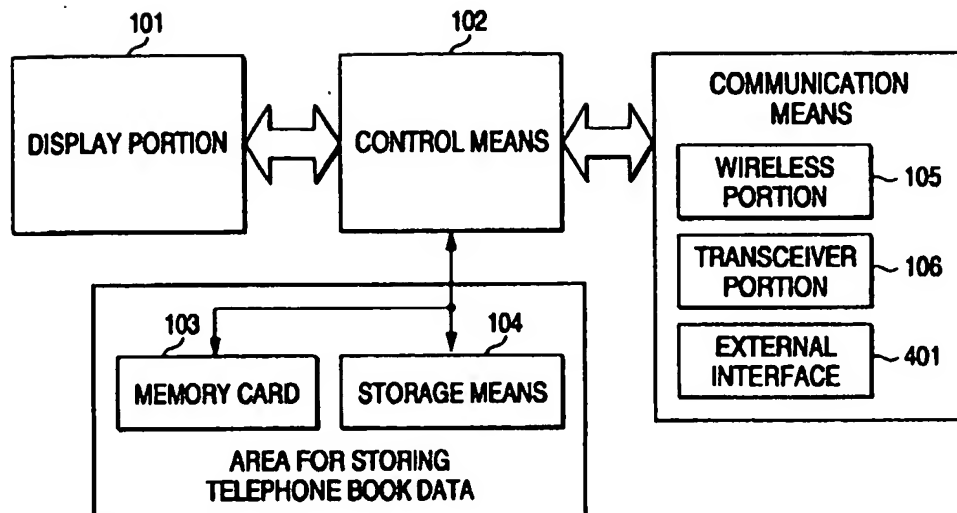 101
DISPLAY PORTION
102
CONTROL MEANS
COMMUNICATION
MEANS
WIRELESS
PORTION
105
TRANSCEIVER
PORTION
106
EXTERNAL
INTERFACE
401
103
MEMORY CARD
104
STORAGE MEANS
AREA FOR STORING
TELEPHONE BOOK DATA